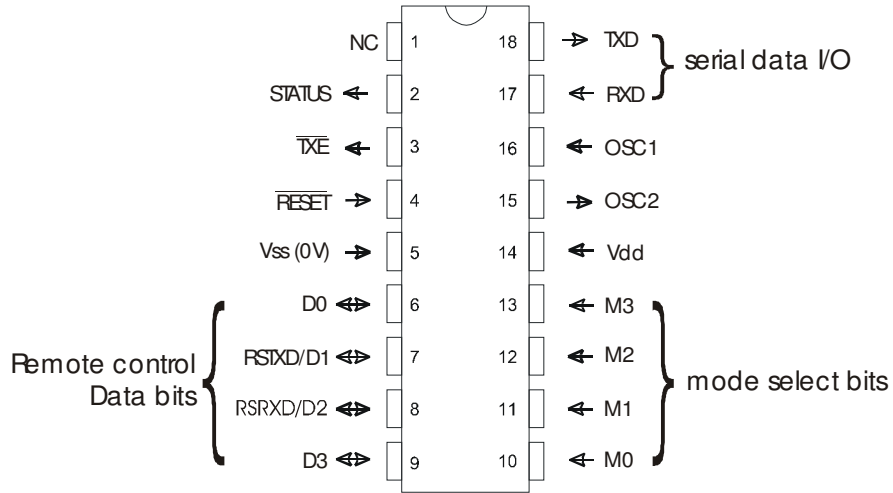 NC 1 18 TXD
serial data I/O
STATUS 2 17 RXD
TXE 3 16 OSC1
RESET 4 15 OSC2
Vss (0V) 5 14 Vdd
D0 6 13 M3
Remote control
Data bits
RSTXD/D1 7 12 M2
mode select bits
RSRXD/D2 8 11 M1
D3 9 10 M0